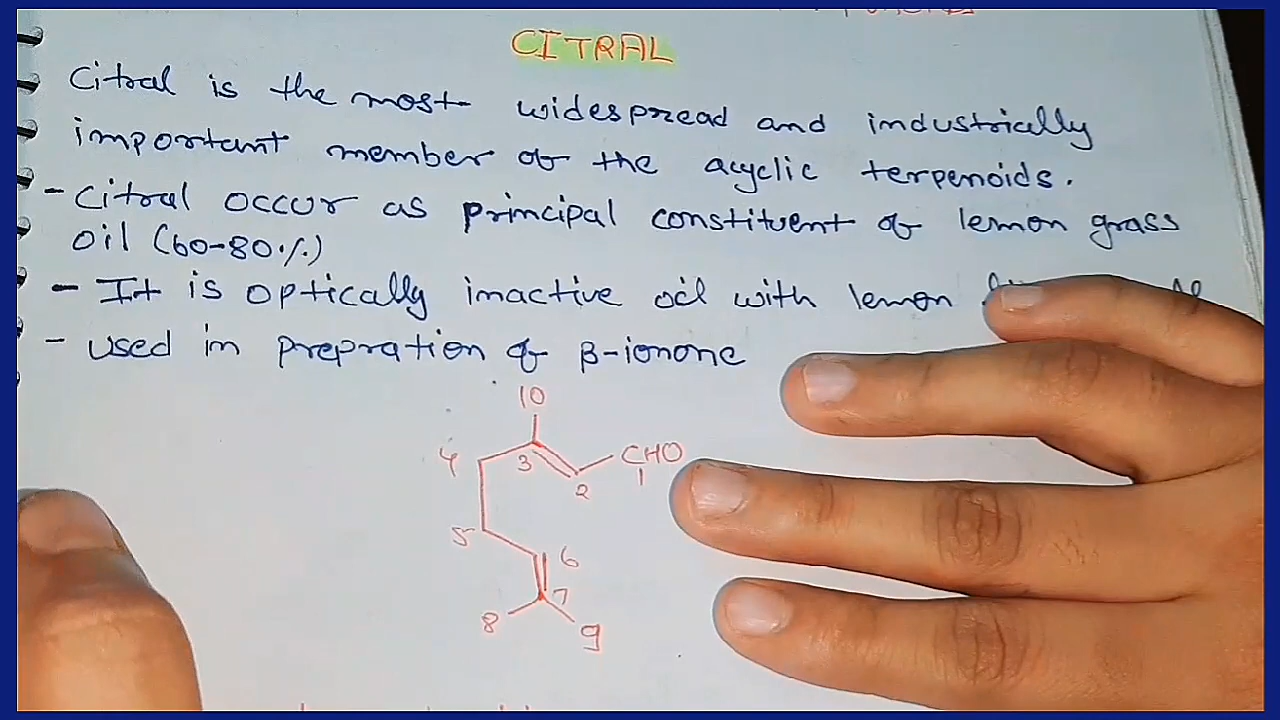 CITRAL
Citral is the most widespread and industrially
important member of the acyclic terpenoids.
- Citral occur as principal constituent of lemon grass
oil (60-80%)
- It is optically inactive oil with lemon
- used in prepration of β-ionone
10
4 3 CHO
2 1
5 6
7
8 9